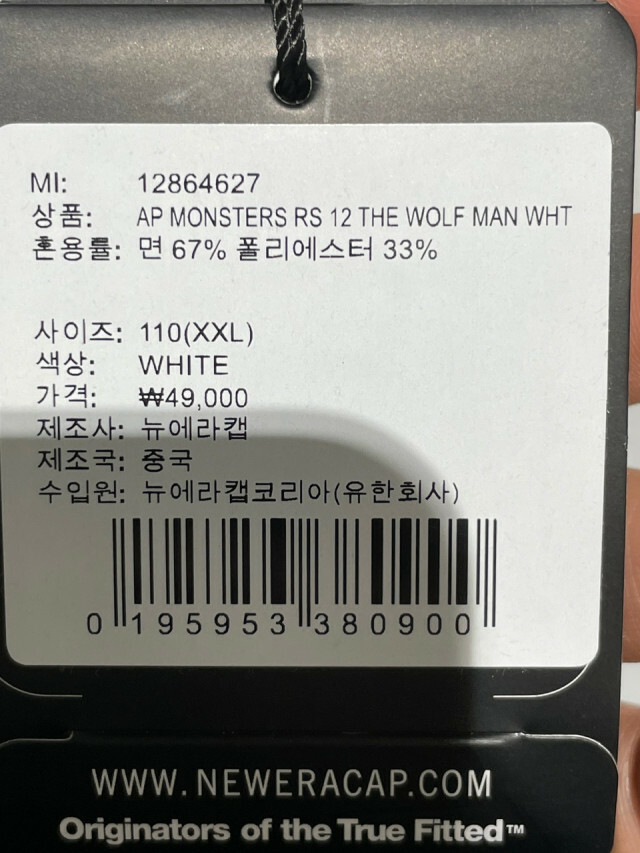 MI: 12864627
상품: AP MONSTERS RS 12 THE WOLF MAN WHT
혼용률: 면 67% 폴리에스터 33%
사이즈: 110(XXL)
색상: WHITE
가격: ₩49,000
제조사: 뉴에라캡
제조국: 중국
수입원: 뉴에라캡코리아(유한회사)
0 195953 380900
WWW.NEWERACAP.COM
Originators of the True Fitted™